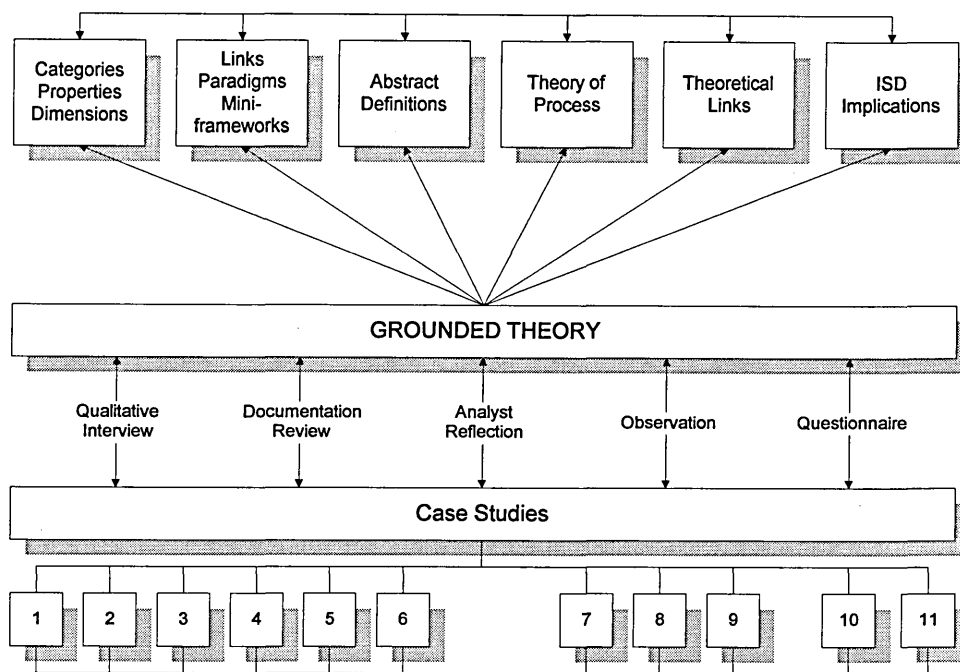 Categories
Properties
Dimensions
Links
Paradigms
Mini-
frameworks
Abstract
Definitions
Theory of
Process
Theoretical
Links
ISD
Implications
GROUNDED THEORY
Qualitative
Interview
Documentation
Review
Analyst
Reflection
Observation
Questionnaire
Case Studies
1
2
3
4
5
6
7
8
9
10
11